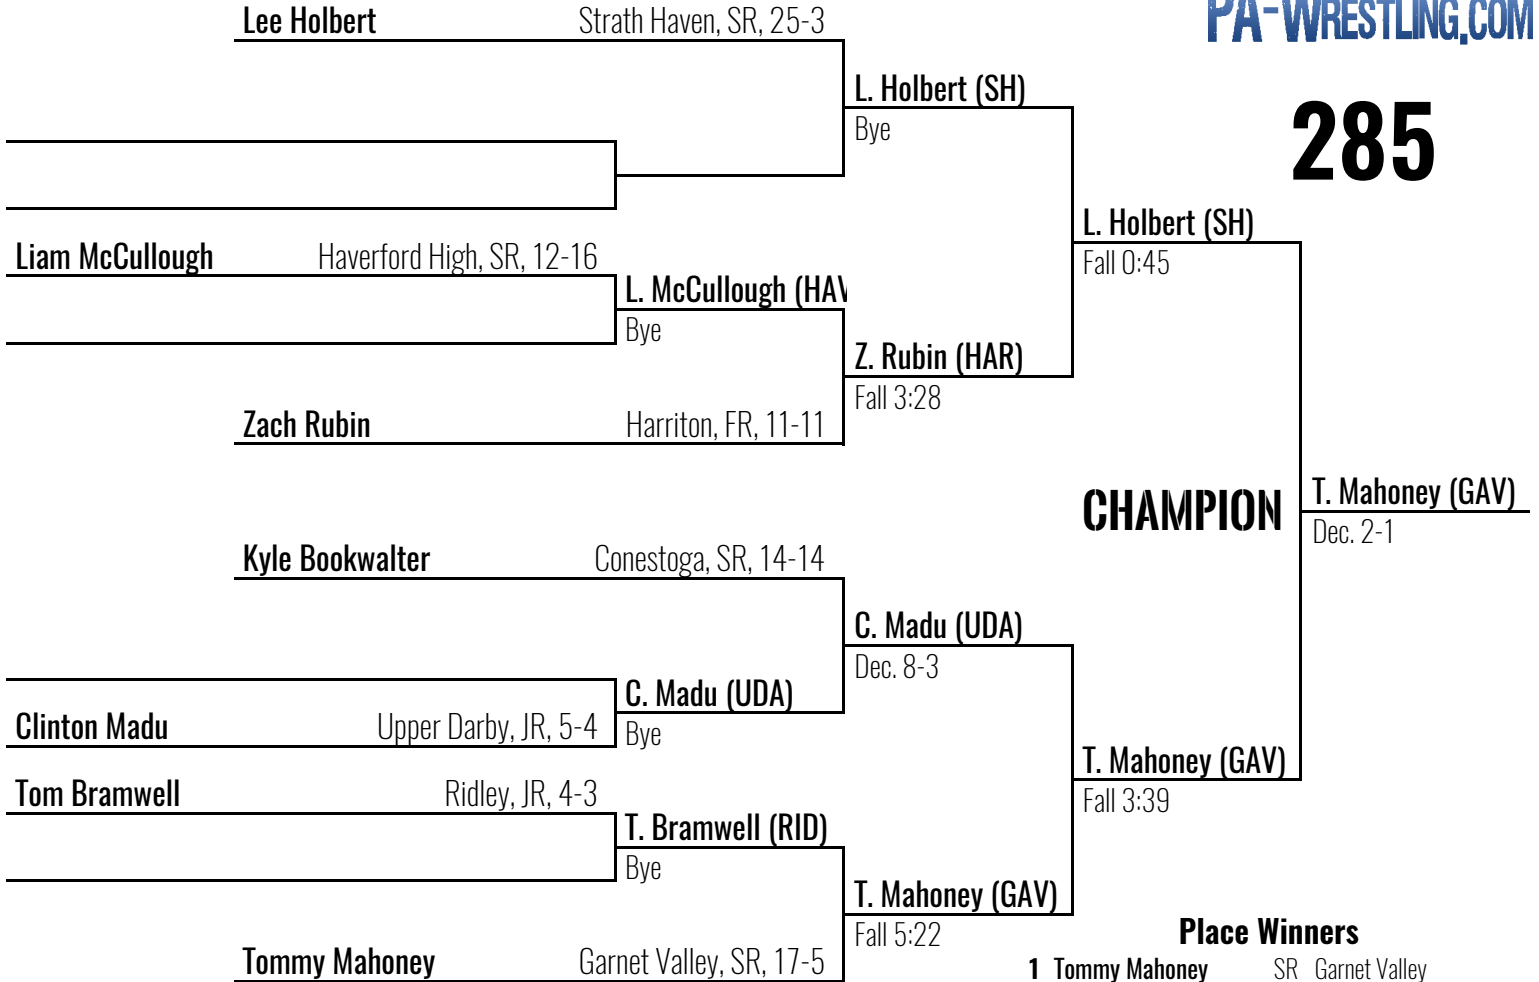 Lee Holbert Strath Haven, SR, 25-3
PA-WRESTLING.COM
L. Holbert (SH)
Bye
285
L. Holbert (SH)
Fall 0:45
Liam McCullough Haverford High, SR, 12-16
L. McCullough (HAV
Bye
Z. Rubin (HAR)
Fall 3:28
Zach Rubin Harriton, FR, 11-11
CHAMPION
T. Mahoney (GAV)
Dec. 2-1
Kyle Bookwalter Conestoga, SR, 14-14
C. Madu (UDA)
Dec. 8-3
C. Madu (UDA)
Bye
Clinton Madu Upper Darby, JR, 5-4
T. Mahoney (GAV)
Fall 3:39
Tom Bramwell Ridley, JR, 4-3
T. Bramwell (RID)
Bye
T. Mahoney (GAV)
Fall 5:22
Tommy Mahoney Garnet Valley, SR, 17-5
Place Winners
1 Tommy Mahoney SR Garnet Valley